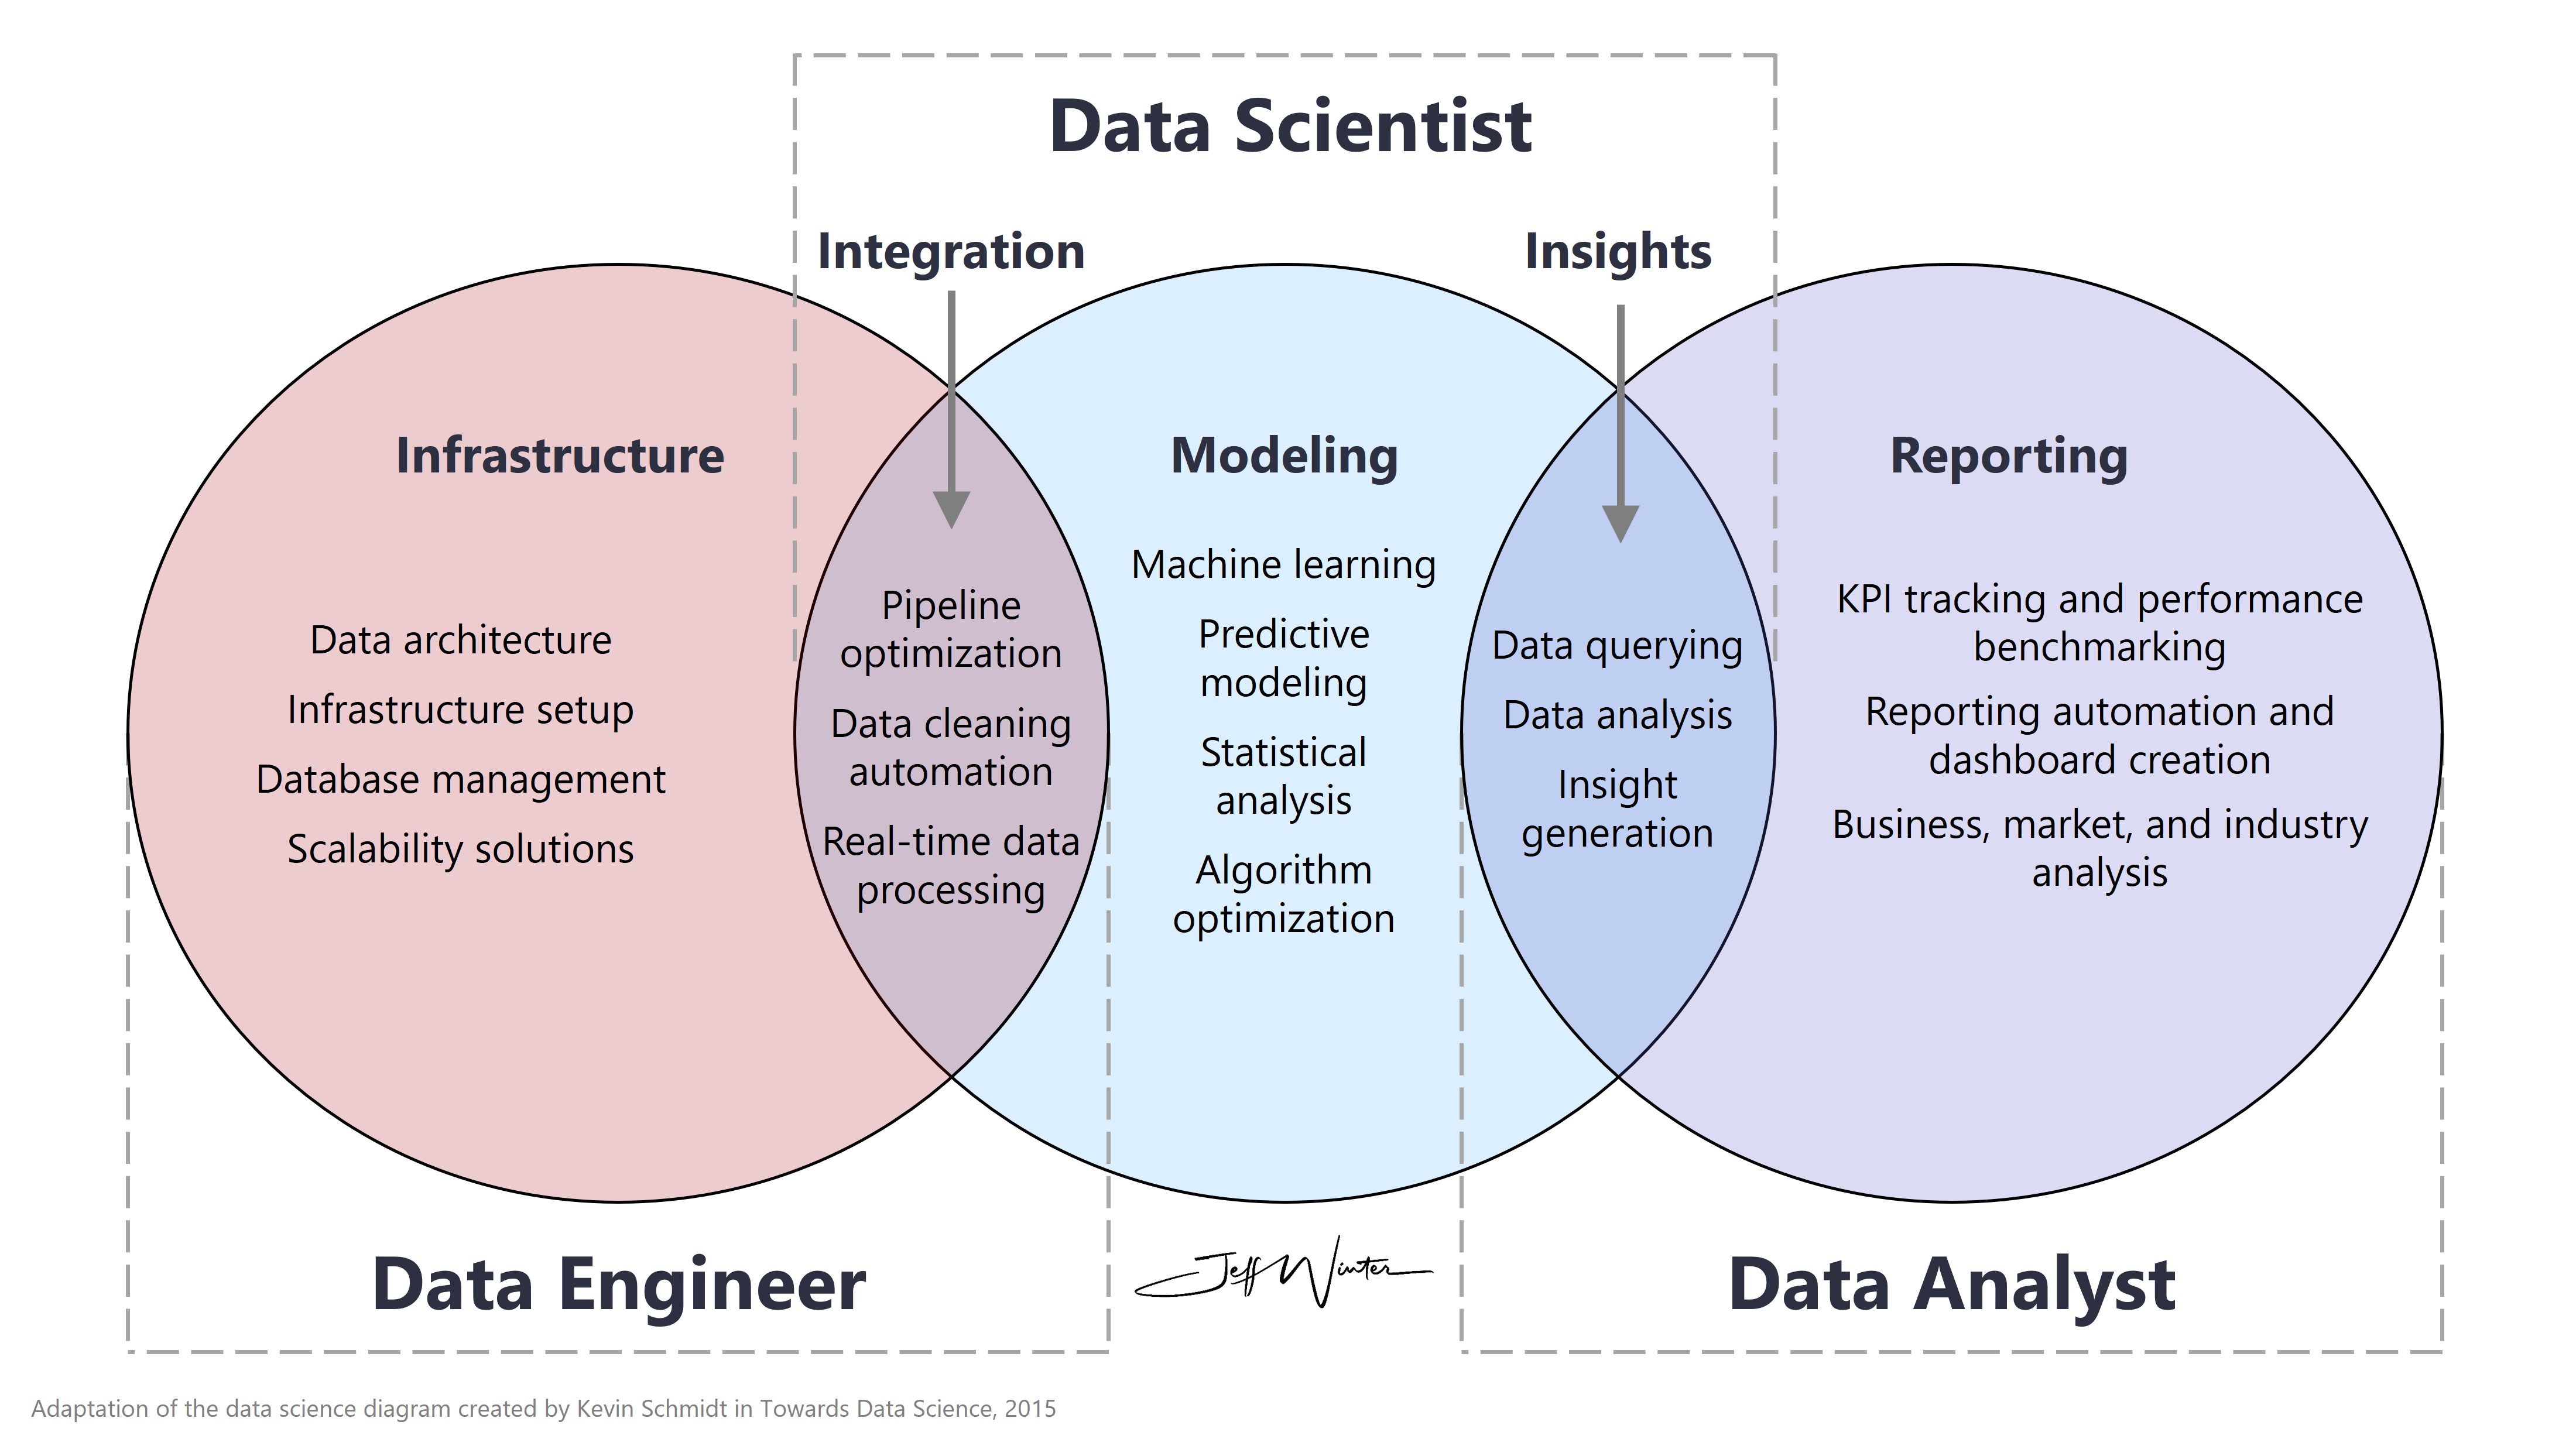 Data Scientist
Integration
Insights
Infrastructure
Data architecture
Infrastructure setup
Database management
Scalability solutions
Pipeline
optimization
Data cleaning
automation
Real-time data
processing
Modeling
Machine learning
Predictive
modeling
Statistical
analysis
Algorithm
optimization
Data querying
Data analysis
Insight
generation
Reporting
KPI tracking and performance
benchmarking
Reporting automation and
dashboard creation
Business, market, and industry
analysis
Data Engineer
Jeff Winter
Data Analyst
Adaptation of the data science diagram created by Kevin Schmidt in Towards Data Science, 2015